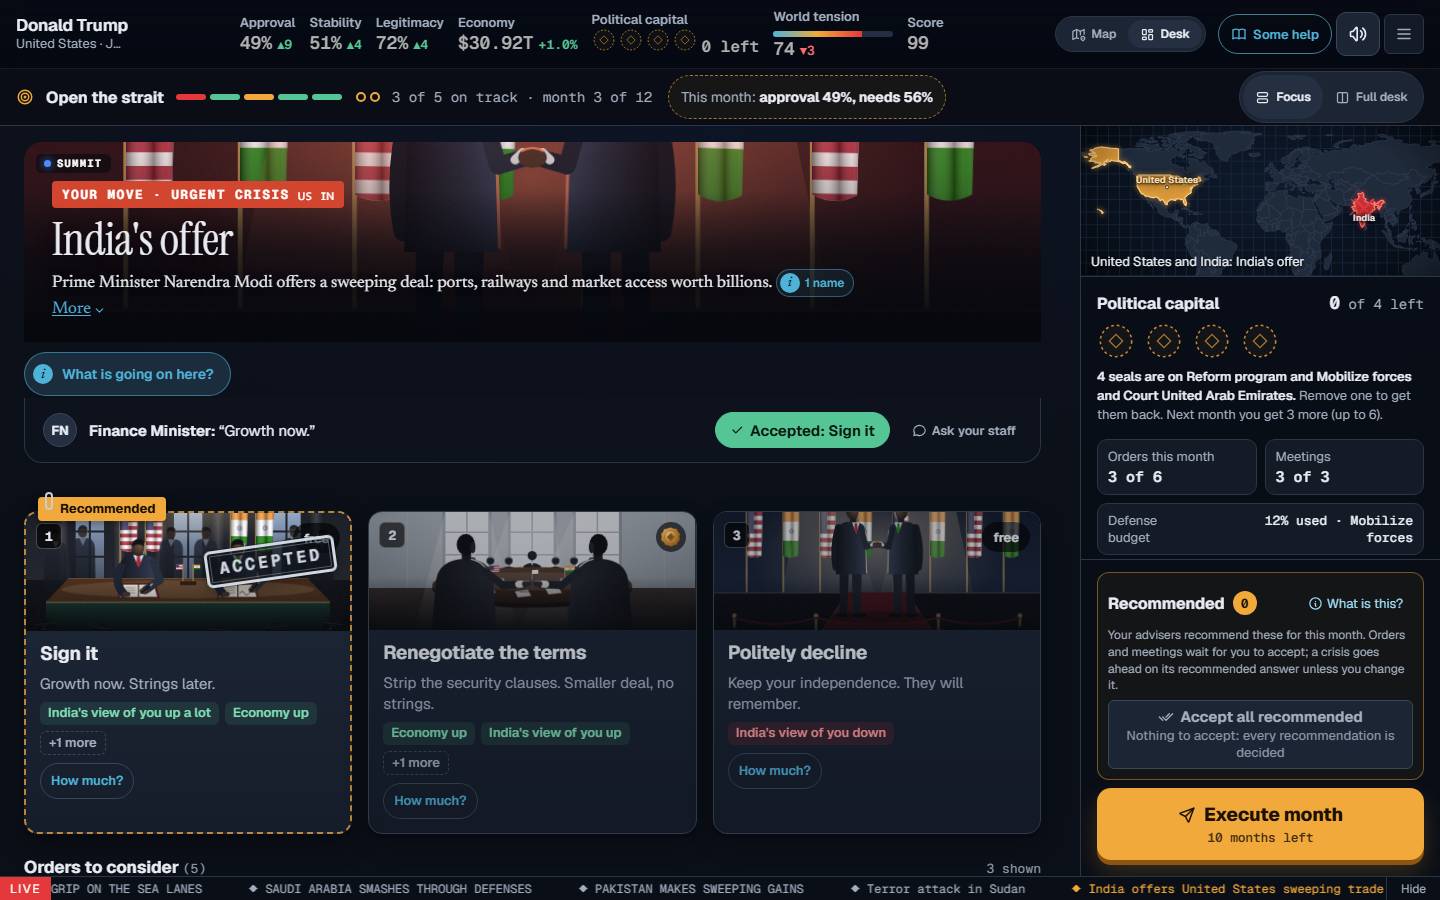 Donald Trump
United States · J...
Approval
49% ▴9
Stability
51% ▴4
Legitimacy
72% ▴4
Economy
$30.92T +1.0%
Political capital
0 left
World tension
74 ▾3
Score
99
Map
Desk
Some help
Open the strait
3 of 5 on track · month 3 of 12
This month: approval 49%, needs 56%
Focus
Full desk
SUMMIT
YOUR MOVE · URGENT CRISIS US IN
India's offer
Prime Minister Narendra Modi offers a sweeping deal: ports, railways and market access worth billions. i 1 name
More
i What is going on here?
FN Finance Minister: “Growth now.”
Accepted: Sign it
Ask your staff
Recommended
1
ACCEPTED
Sign it
Growth now. Strings later.
India's view of you up a lot
Economy up
+1 more
How much?
2
Renegotiate the terms
Strip the security clauses. Smaller deal, no
strings.
Economy up
India's view of you up
+1 more
How much?
3
free
Politely decline
Keep your independence. They will
remember.
India's view of you down
How much?
Orders to consider (5)
3 shown
United States
India
United States and India: India's offer
Political capital
0 of 4 left
4 seals are on Reform program and Mobilize forces
and Court United Arab Emirates. Remove one to get
them back. Next month you get 3 more (up to 6).
Orders this month
3 of 6
Meetings
3 of 3
Defense
budget
12% used · Mobilize
forces
Recommended 0
What is this?
Your advisers recommend these for this month. Orders
and meetings wait for you to accept; a crisis goes
ahead on its recommended answer unless you change
it.
Accept all recommended
Nothing to accept: every recommendation is
decided
Execute month
10 months left
LIVE
GRIP ON THE SEA LANES ◆ SAUDI ARABIA SMASHES THROUGH DEFENSES ◆ PAKISTAN MAKES SWEEPING GAINS ◆ Terror attack in Sudan ◆ India offers United States sweeping trade
Hide